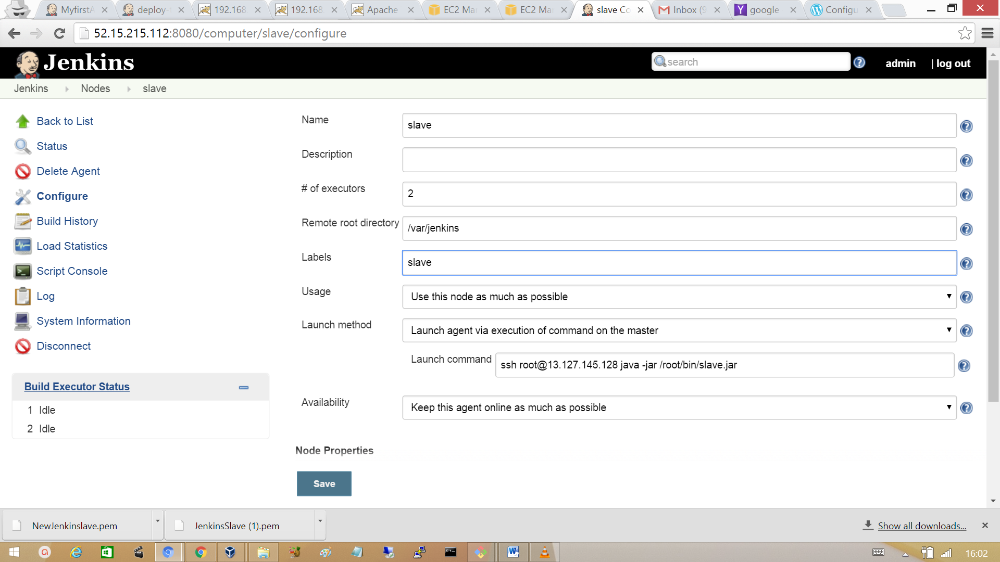 MyfirstA
deploy-
192.168
192.168
Apache
EC2 Ma
EC2 Ma
slave Co
Inbox (9
google
Configu
52.15.215.112:8080/computer/slave/configure
Jenkins
search
admin
| log out
Jenkins
Nodes
slave
Back to List
Status
Delete Agent
Configure
Build History
Load Statistics
Script Console
Log
System Information
Disconnect
Build Executor Status
1 Idle
2 Idle
Name
slave
Description
# of executors
2
Remote root directory
/var/jenkins
Labels
slave
Usage
Use this node as much as possible
Launch method
Launch agent via execution of command on the master
Launch command
ssh root@13.127.145.128 java -jar /root/bin/slave.jar
Availability
Keep this agent online as much as possible
Node Properties
Save
NewJenkinslave.pem
JenkinsSlave (1).pem
Show all downloads...
16:02